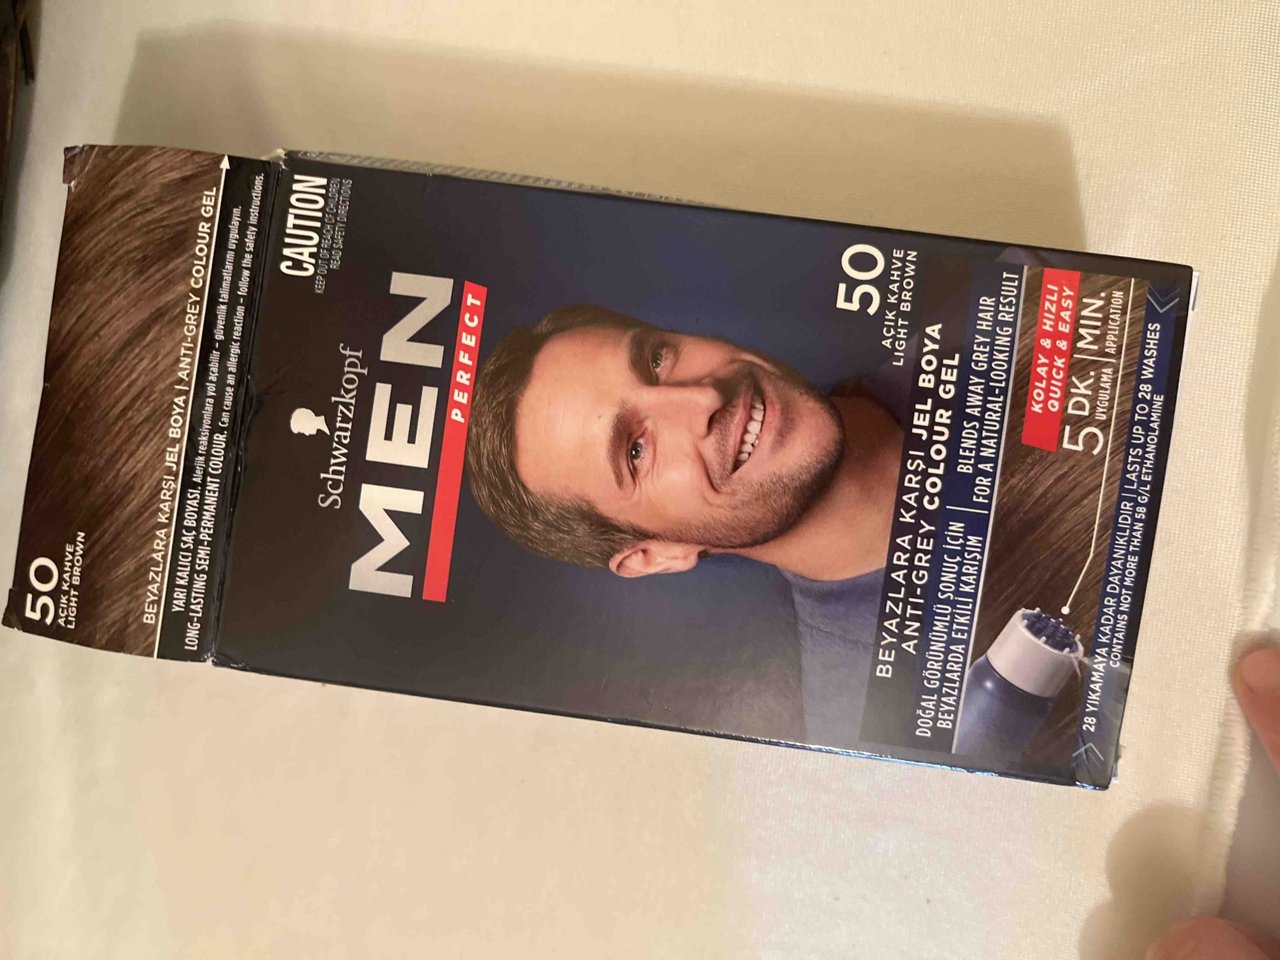 50
AÇIK KAHVE
LIGHT BROWN
BEYAZLARA KARŞI JEL BOYA | ANTI-GREY COLOUR GEL
YARI KALICI SAÇ BOYASI. Alerjik reaksiyonlara yol açabilir – güvenlik talimatlarını uygulayın.
LONG-LASTING SEMI-PERMANENT COLOUR. Can cause an allergic reaction – follow the safety instructions.
CAUTION
KEEP OUT OF REACH OF CHILDREN
READ SAFETY DIRECTIONS
Schwarzkopf
MEN
PERFECT
50
AÇIK KAHVE
LIGHT BROWN
BEYAZLARA KARŞI JEL BOYA
ANTI-GREY COLOUR GEL
DOĞAL GÖRÜNÜMLÜ SONUÇ İÇİN
BEYAZLARDA ETKİLİ KARIŞIM
BLENDS AWAY GREY HAIR
FOR A NATURAL-LOOKING RESULT
KOLAY & HIZLI
QUICK & EASY
5 DK. | MIN.
UYGULAMA | APPLICATION
28 YIKAMAYA KADAR DAYANIKLIDIR | LASTS UP TO 28 WASHES
CONTAINS NOT MORE THAN 58 G/L ETHANOLAMINE